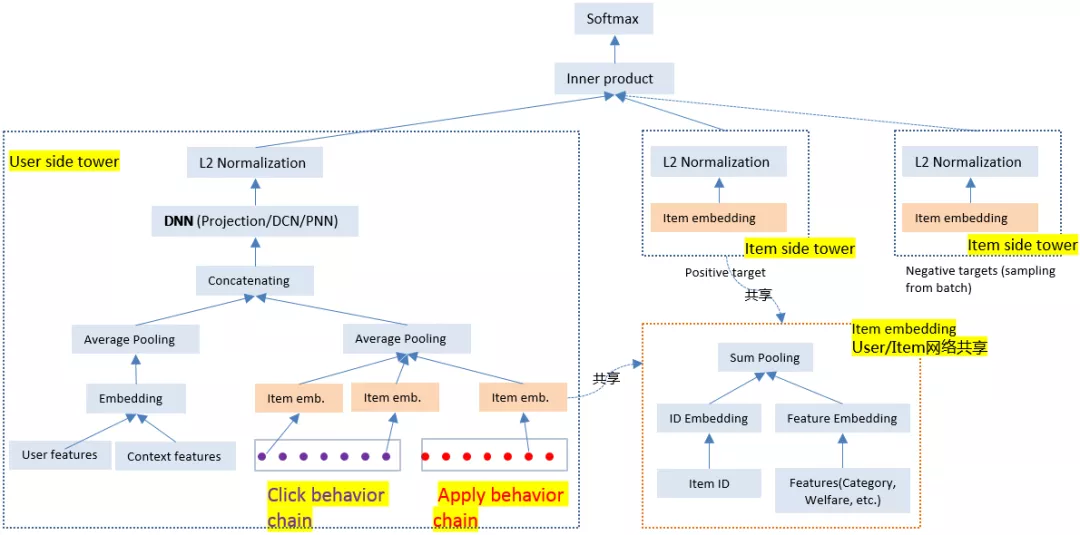 Softmax
Inner product
User side tower
L2 Normalization
DNN (Projection/DCN/PNN)
Concatenating
Average Pooling
Average Pooling
Embedding
Item emb.
Item emb.
Item emb.
User features
Context features
Click behavior
chain
Apply behavior
chain
L2 Normalization
Item embedding
Item side tower
Positive target
L2 Normalization
Item embedding
Item side tower
Negative targets (sampling
from batch)
共享
共享
Item embedding
User/Item网络共享
Sum Pooling
ID Embedding
Feature Embedding
Item ID
Features(Category,
Welfare, etc.)